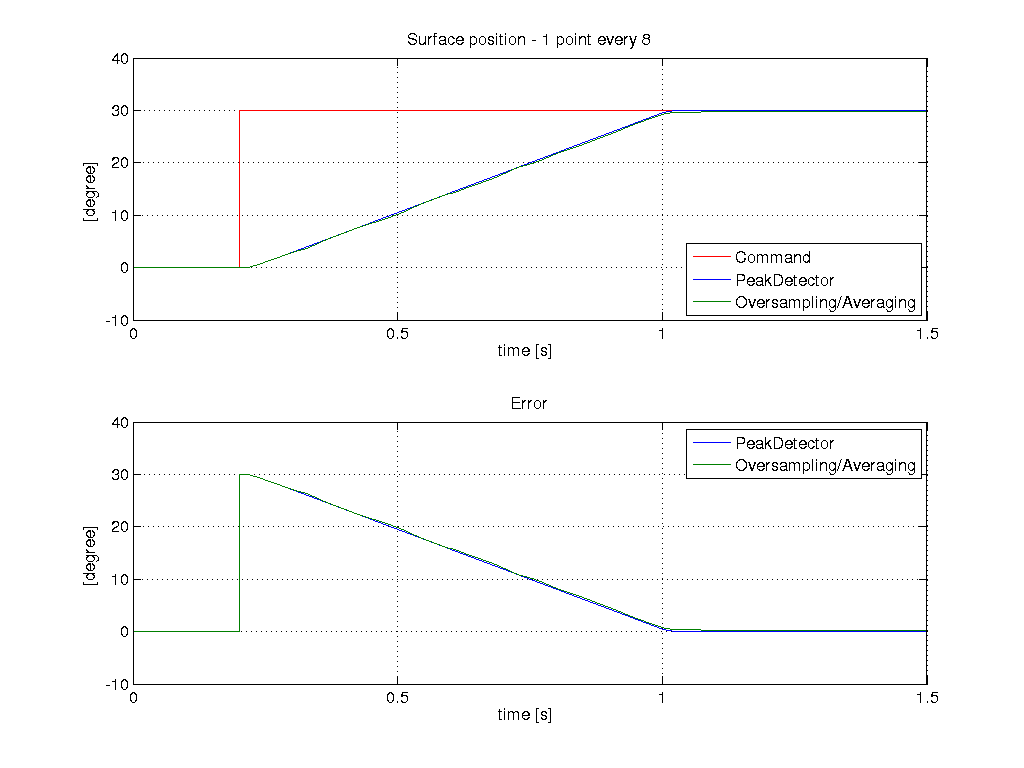 Surface position - 1 point every 8
40
30
20
10
0
-10
[degree]
0 0.5 1 1.5
time [s]
Command
PeakDetector
Oversampling/Averaging
Error
40
30
20
10
0
-10
[degree]
0 0.5 1 1.5
time [s]
PeakDetector
Oversampling/Averaging